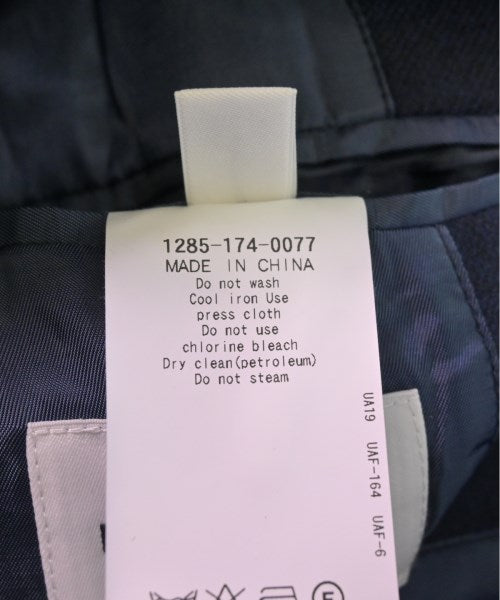 1285-174-0077
MADE IN CHINA
Do not wash
Cool iron Use
press cloth
Do not use
chlorine bleach
Dry clean(petroleum)
Do not steam
UA19 UAF-164 UAF-6